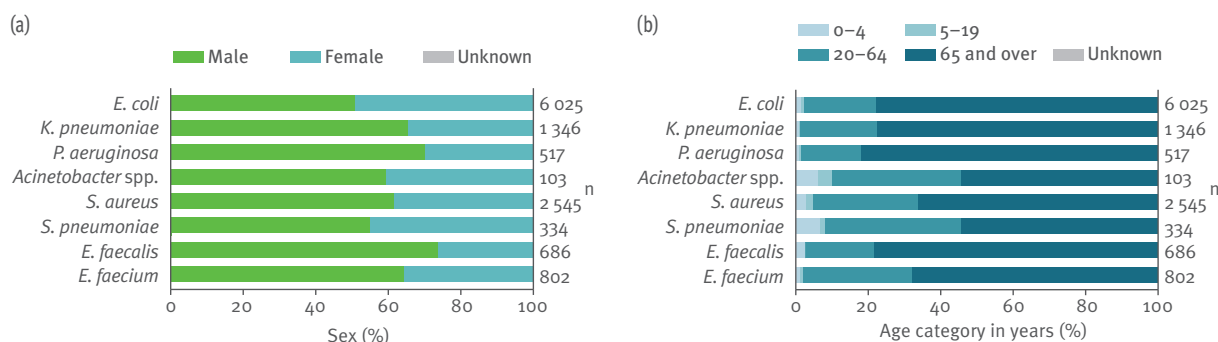 (a)
Male Female Unknown
E. coli 6 025
K. pneumoniae 1 346
P. aeruginosa 517
Acinetobacter spp. 103
n
S. aureus 2 545
S. pneumoniae 334
E. faecalis 686
E. faecium 802
0 20 40 60 80 100
Sex (%)
(b)
0–4 5–19
20–64 65 and over Unknown
E. coli 6 025
K. pneumoniae 1 346
P. aeruginosa 517
Acinetobacter spp. 103
n
S. aureus 2 545
S. pneumoniae 334
E. faecalis 686
E. faecium 802
0 20 40 60 80 100
Age category in years (%)